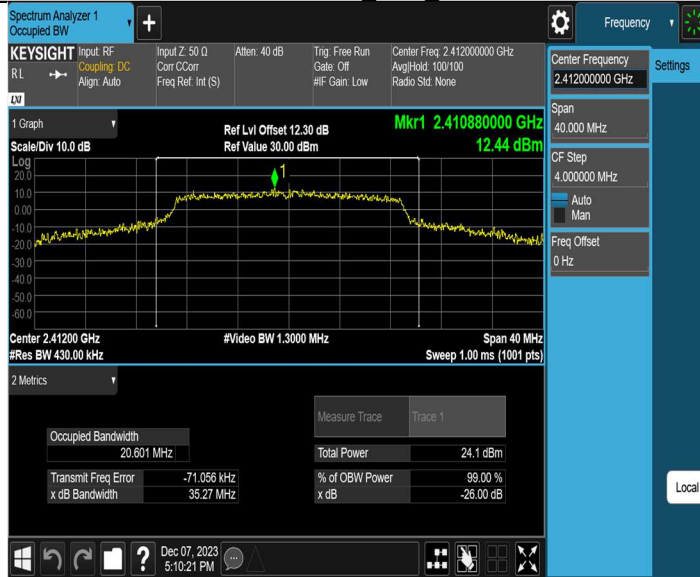 Spectrum Analyzer 1
Occupied BW
Frequency
KEYSIGHT
RL
LXI
Input: RF
Coupling: DC
Align: Auto
Input Z: 50 Ω
Corr CCorr
Freq Ref: Int (S)
Atten: 40 dB
Trig: Free Run
Gate: Off
#IF Gain: Low
Center Freq: 2.412000000 GHz
Avg|Hold: 100/100
Radio Std: None
Center Frequency
2.412000000 GHz
Settings
Span
40.000 MHz
CF Step
4.000000 MHz
Auto
Man
Freq Offset
0 Hz
1 Graph
Scale/Div 10.0 dB
Ref Lvl Offset 12.30 dB
Ref Value 30.00 dBm
Mkr1 2.410880000 GHz
12.44 dBm
Log
20.0
10.0
0.00
-10.0
-20.0
-30.0
-40.0
-50.0
-60.0
1
Center 2.41200 GHz
#Res BW 430.00 kHz
#Video BW 1.3000 MHz
Span 40 MHz
Sweep 1.00 ms (1001 pts)
2 Metrics
Measure Trace Trace 1
Occupied Bandwidth
20.601 MHz
Total Power 24.1 dBm
Transmit Freq Error -71.056 kHz
% of OBW Power 99.00 %
x dB Bandwidth 35.27 MHz
x dB -26.00 dB
Local
?
Dec 07, 2023
5:10:21 PM